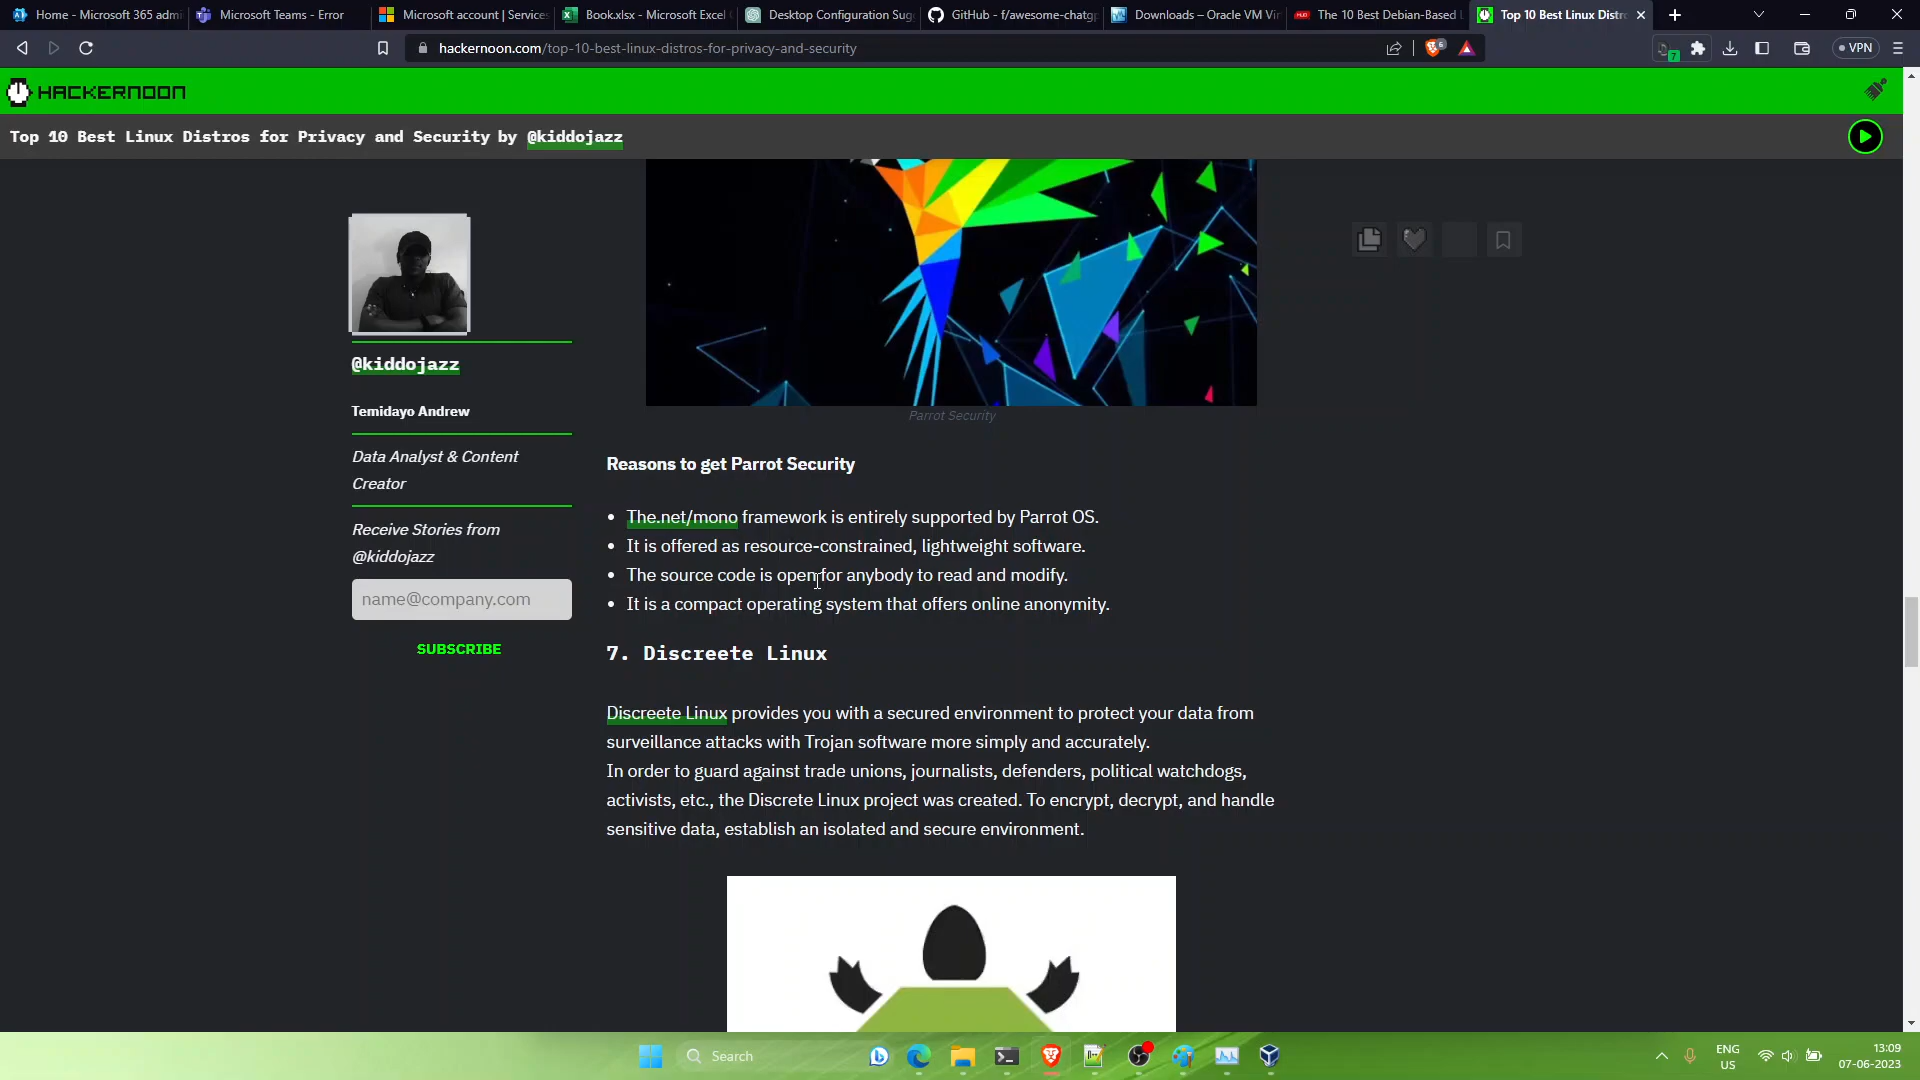 Home - Microsoft 365 admi
Microsoft Teams - Error
Microsoft account | Services
Book.xlsx - Microsoft Excel
Desktop Configuration Sug
GitHub - f/awesome-chatgp
Downloads – Oracle VM Vir
The 10 Best Debian-Based L
Top 10 Best Linux Distro
hackernoon.com/top-10-best-linux-distros-for-privacy-and-security
6
7
VPN
HACKERNOON
Top 10 Best Linux Distros for Privacy and Security by @kiddojazz
@kiddojazz
Temidayo Andrew
Data Analyst & Content
Creator
Receive Stories from
@kiddojazz
name@company.com
SUBSCRIBE
Parrot Security
Reasons to get Parrot Security
• The.net/mono framework is entirely supported by Parrot OS.
• It is offered as resource-constrained, lightweight software.
• The source code is open for anybody to read and modify.
• It is a compact operating system that offers online anonymity.
7. Discreete Linux
Discreete Linux provides you with a secured environment to protect your data from
surveillance attacks with Trojan software more simply and accurately.
In order to guard against trade unions, journalists, defenders, political watchdogs,
activists, etc., the Discrete Linux project was created. To encrypt, decrypt, and handle
sensitive data, establish an isolated and secure environment.
Search
ENG
US
13:09
07-06-2023